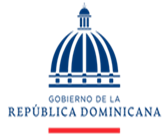 GOBIERNO DE LA
REPÚBLICA DOMINICANA